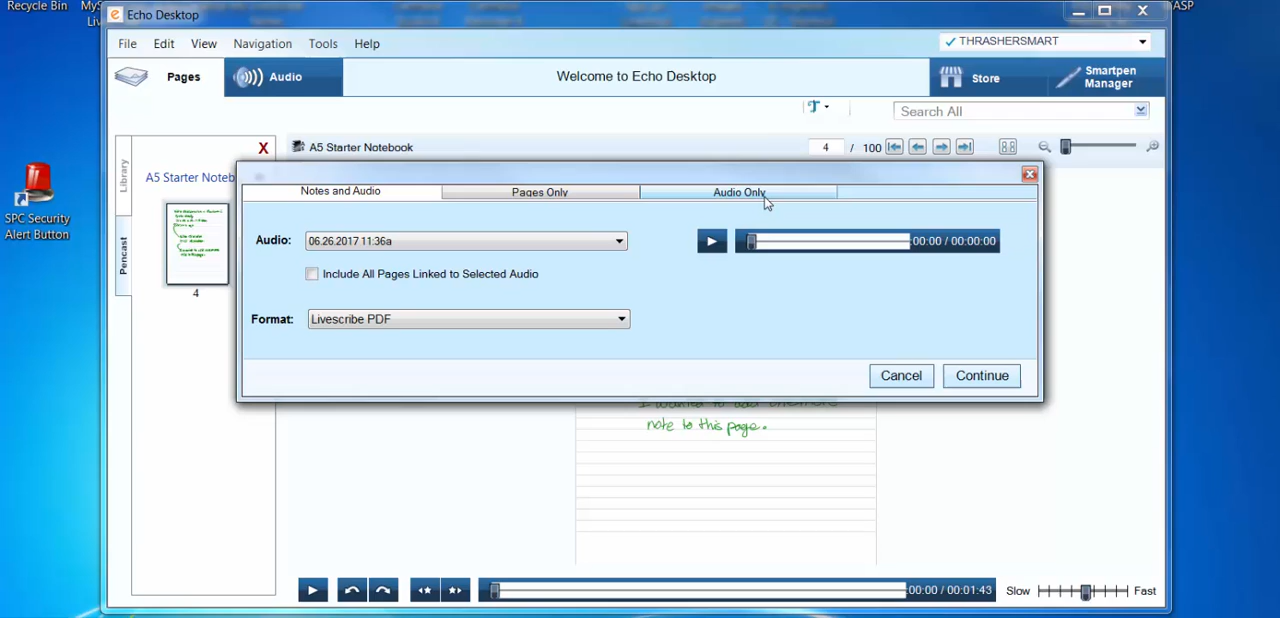 Recycle Bin
SPC Security
Alert Button
Echo Desktop
File Edit View Navigation Tools Help
THRASHERSMART
Pages Audio Welcome to Echo Desktop Store Smartpen
Manager
Search All
Library
Pencast
X
A5 Starter Noteb
4
A5 Starter Notebook
4 / 100
Notes and Audio Pages Only Audio Only
Audio: 06.26.2017 11:36a :00:00 / 00:00:00
Include All Pages Linked to Selected Audio
Format: Livescribe PDF
Cancel Continue
I wanted to add
note to this page.
:00:00 / 00:01:43 Slow Fast